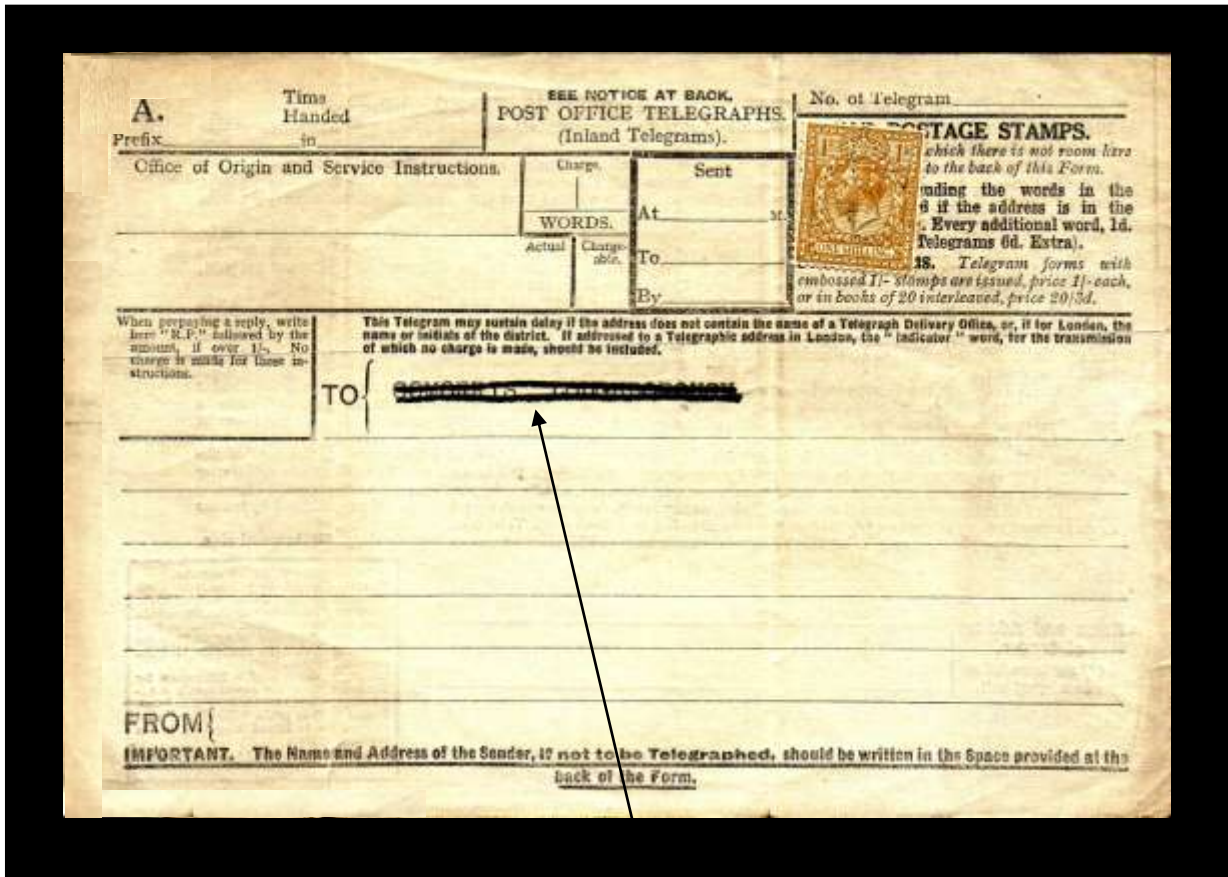 A.
Prefix
Time
Handed
in
SEE NOTICE AT BACK.
POST OFFICE TELEGRAPHS.
(Inland Telegrams).
No. of Telegram
Office of Origin and Service Instructions.
Charge.
WORDS.
Actual
Charge-
able.
Sent
At M.
To
By
POSTAGE STAMPS.
which there is not room here
to the back of this Form.
ending the words in the
if the address is in the
. Every additional word, 1d.
Telegrams 6d. Extra).
Telegram forms with
embossed 1/- stamps are issued, price 1/- each,
or in books of 20 interleaved, price 20/3d.
ONE SHILLING
When prepaying a reply, write
here "R.P." followed by the
amount, if over 1/-. No
charge is made for these in-
structions.
This Telegram may sustain delay if the address does not contain the name of a Telegraph Delivery Office, or, if for London, the
name or initials of the district. If addressed to a Telegraphic address in London, the "indicator" word, for the transmission
of which no charge is made, should be included.
TO
FROM
IMPORTANT. The Name and Address of the Sender, if not to be Telegraphed, should be written in the Space provided at the
back of the Form.